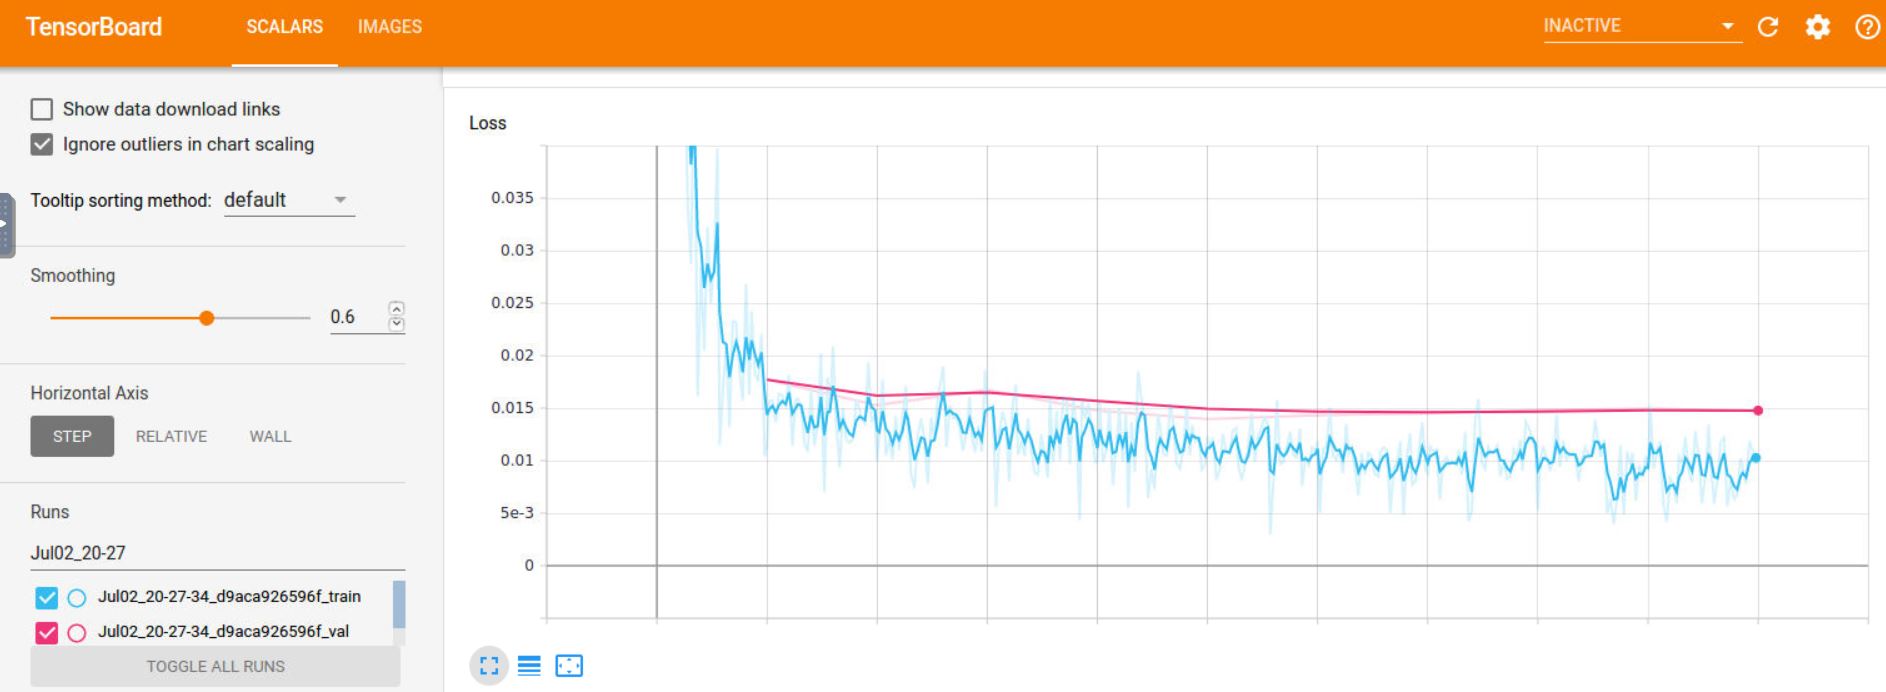 TensorBoard SCALARS IMAGES INACTIVE
Show data download links
Ignore outliers in chart scaling
Tooltip sorting method: default
Smoothing
0.6
Horizontal Axis
STEP RELATIVE WALL
Runs
Jul02_20-27
Jul02_20-27-34_d9aca926596f_train
Jul02_20-27-34_d9aca926596f_val
TOGGLE ALL RUNS
Loss
0.035
0.03
0.025
0.02
0.015
0.01
5e-3
0